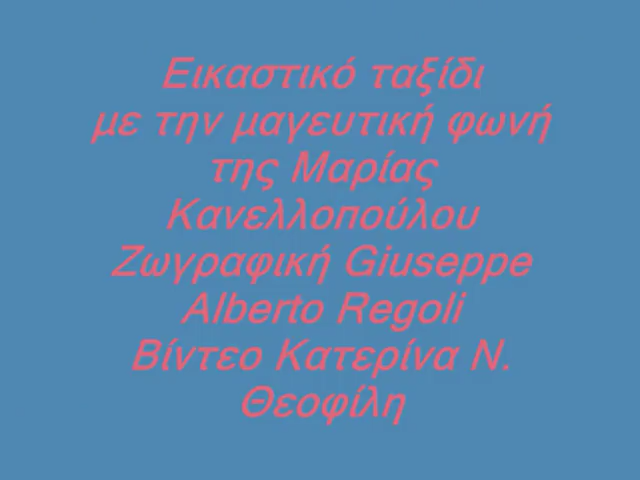 Εικαστικό ταξίδι
με την μαγευτική φωνή
της Μαρίας
Κανελλοπούλου
Ζωγραφική Giuseppe
Alberto Regoli
Βίντεο Κατερίνα Ν.
Θεοφίλη